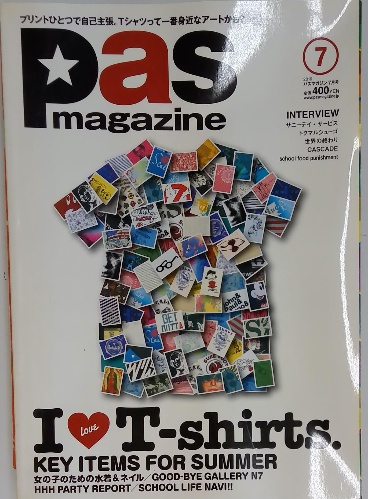 プリントひとつで自己主張。Tシャツって一番身近なアートかも?
pas
magazine
7
400
INTERVIEW
サニーデイ・サービス
トクマルシューゴ
世界の終わり
CASCADE
school food punishment
I love T-shirts.
KEY ITEMS FOR SUMMER
女の子のための水着&ネイル/GOOD-BYE GALLERY N7
HHH PARTY REPORT/SCHOOL LIFE NAVI!!